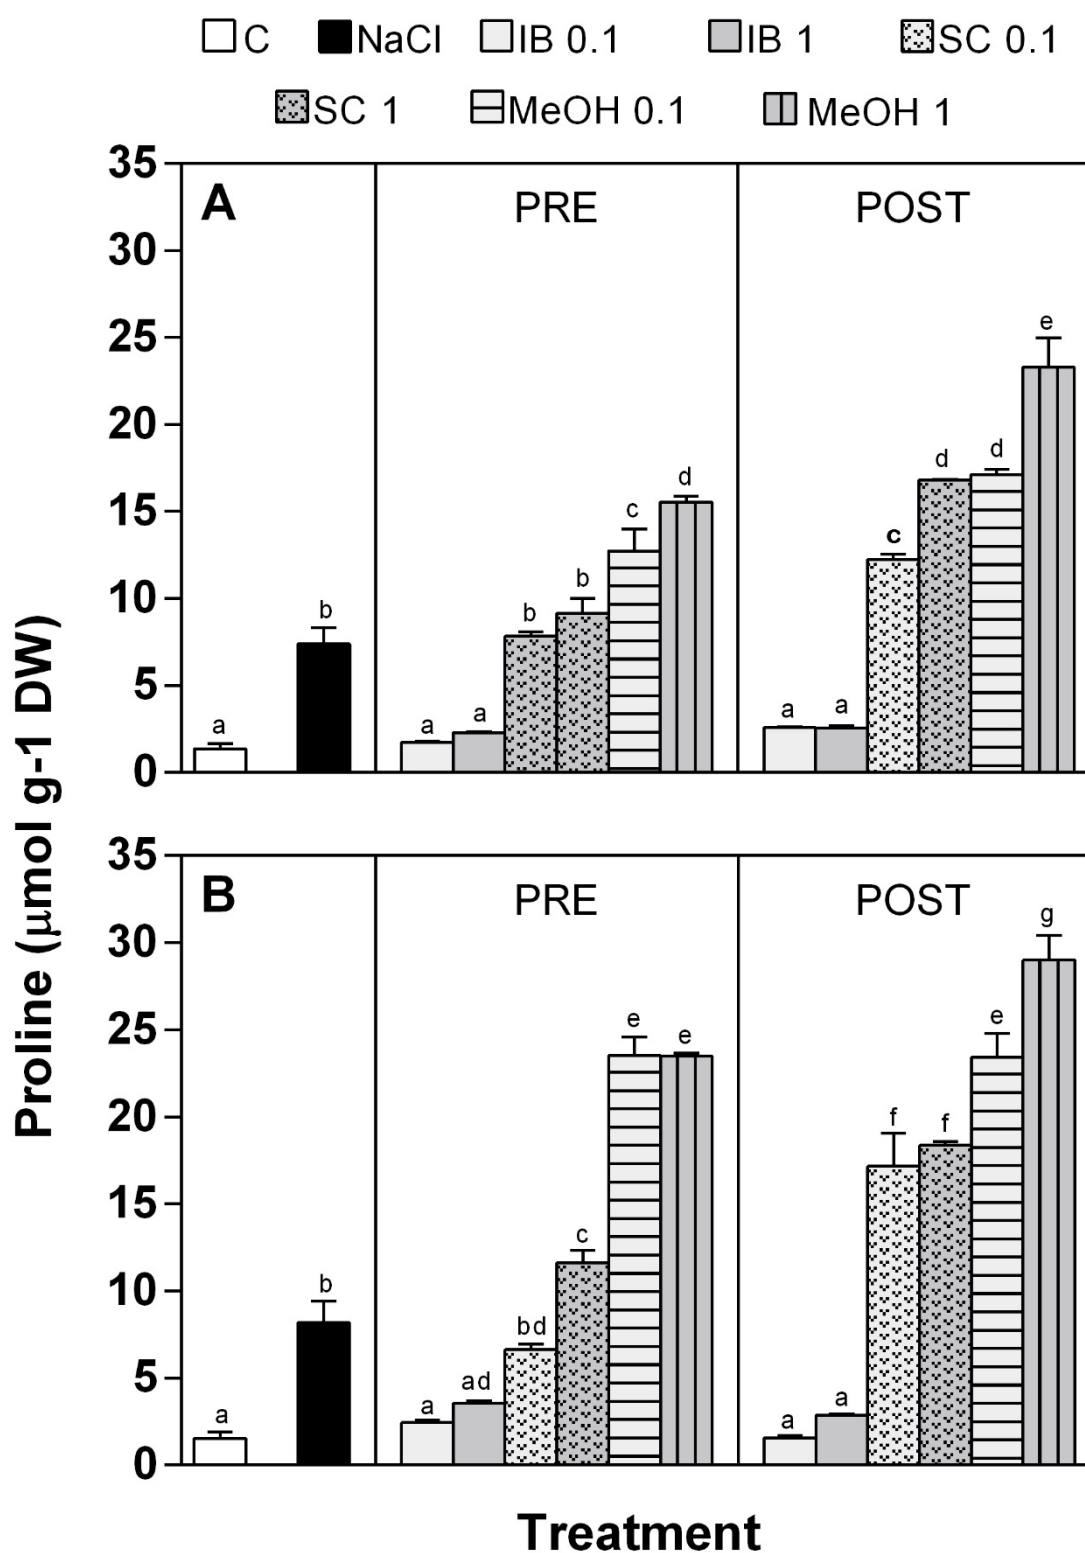 C NaCl IB 0.1 IB 1 SC 0.1
SC 1 MeOH 0.1 MeOH 1
35
A PRE POST
30
25
e
20
d d
d
15
c
c
10
b b b
5
a a a a a
0
Proline (μmol g-1 DW)
35
B PRE POST
g
30
e e e
25
20
f f
15
c
10
b
bd
5
a a ad a a
0
Treatment